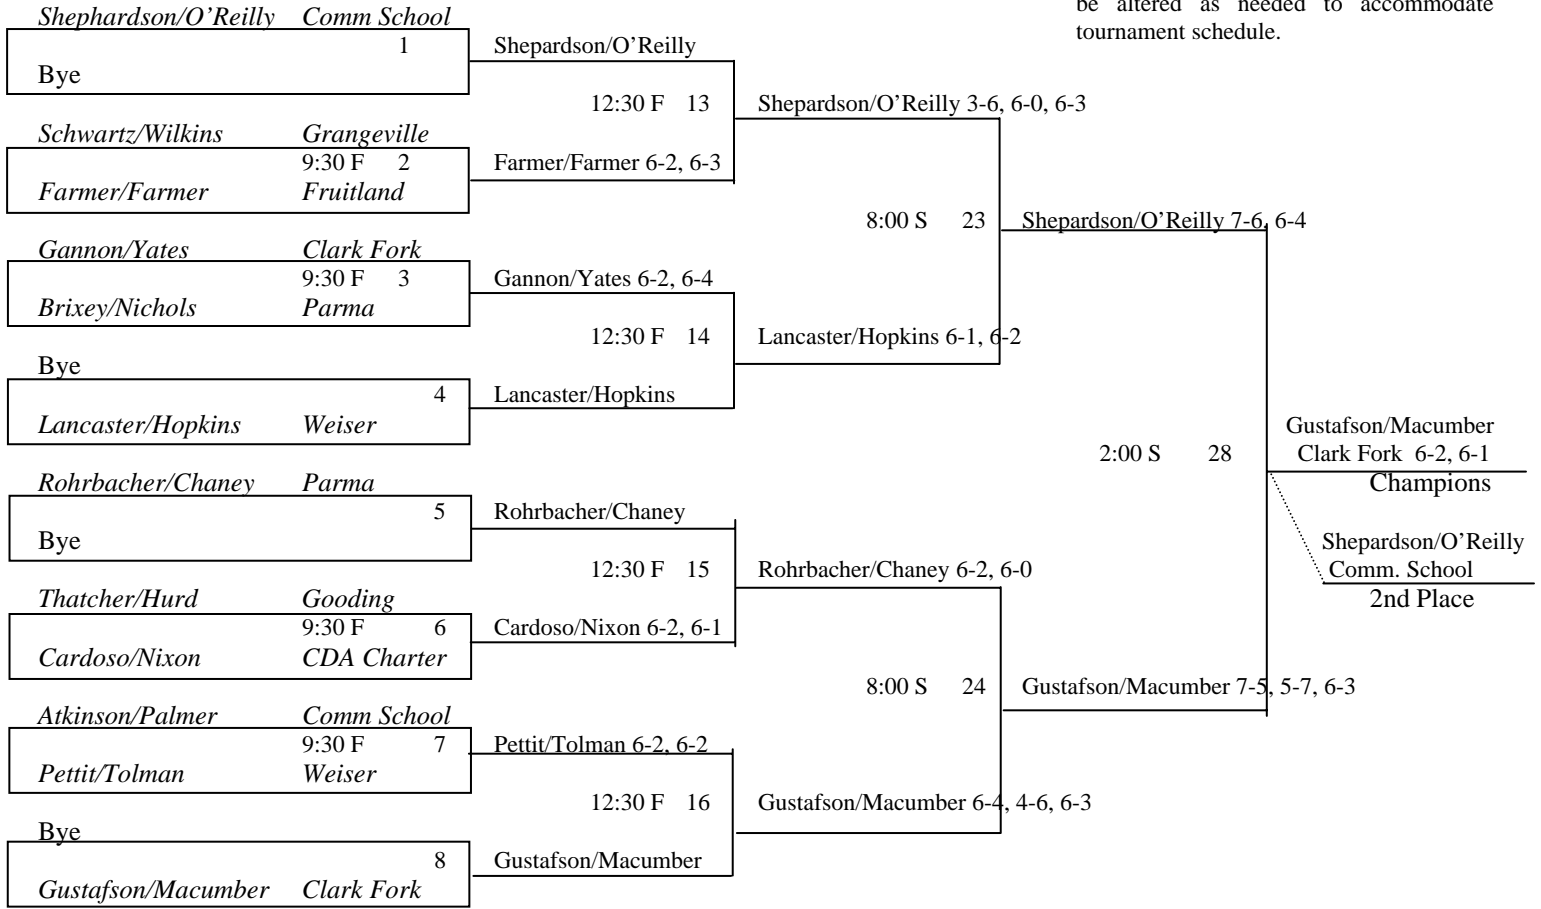 be altered as needed to accommodate
tournament schedule.
Shephardson/O'Reilly Comm School
1
Bye
Shepardson/O'Reilly
12:30 F 13
Shepardson/O'Reilly 3-6, 6-0, 6-3
Schwartz/Wilkins Grangeville
9:30 F 2
Farmer/Farmer Fruitland
Farmer/Farmer 6-2, 6-3
8:00 S 23
Shepardson/O'Reilly 7-6, 6-4
Gannon/Yates Clark Fork
9:30 F 3
Brixey/Nichols Parma
Gannon/Yates 6-2, 6-4
12:30 F 14
Lancaster/Hopkins 6-1, 6-2
Bye
4
Lancaster/Hopkins Weiser
Lancaster/Hopkins
2:00 S 28
Gustafson/Macumber
Clark Fork 6-2, 6-1
Champions
Shepardson/O'Reilly
Comm. School
2nd Place
Rohrbacher/Chaney Parma
5
Bye
Rohrbacher/Chaney
12:30 F 15
Rohrbacher/Chaney 6-2, 6-0
Thatcher/Hurd Gooding
9:30 F 6
Cardoso/Nixon CDA Charter
Cardoso/Nixon 6-2, 6-1
8:00 S 24
Gustafson/Macumber 7-5, 5-7, 6-3
Atkinson/Palmer Comm School
9:30 F 7
Pettit/Tolman Weiser
Pettit/Tolman 6-2, 6-2
12:30 F 16
Gustafson/Macumber 6-4, 4-6, 6-3
Bye
8
Gustafson/Macumber Clark Fork
Gustafson/Macumber